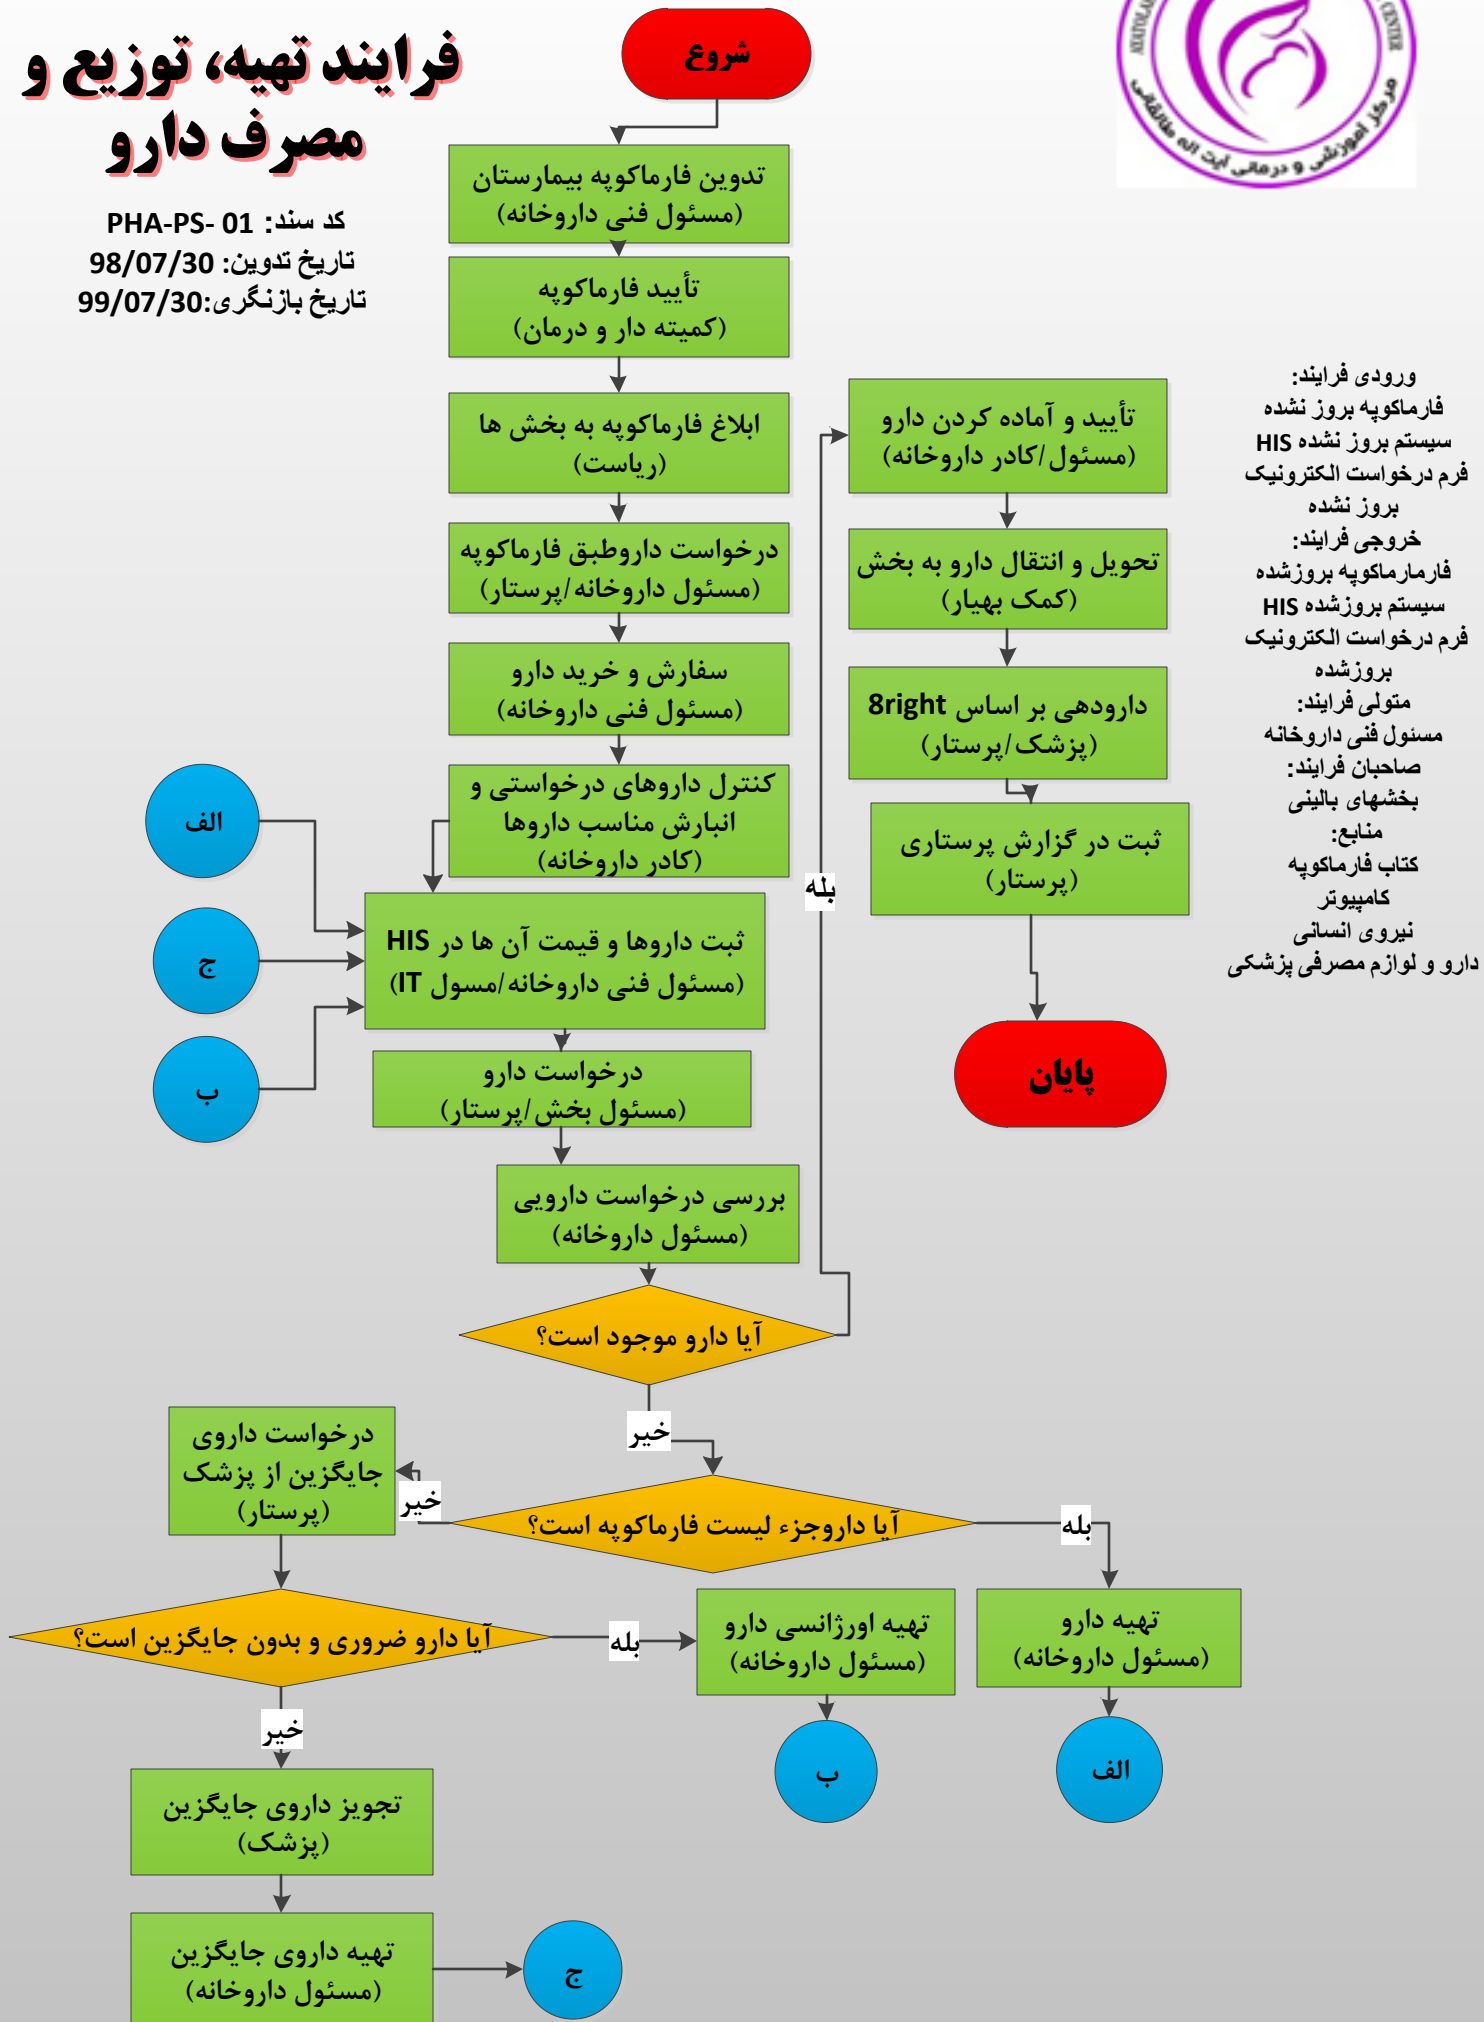 فرایند تهیه، توزیع و
مصرف دارو
کد سند: PHA-PS- 01
تاریخ تدوین: 98/07/30
تاریخ بازنگری:99/07/30
CENTER
مرکز آموزشی و درمانی آیت اله طالقانی
شروع
تدوین فارماکوپه بیمارستان
(مسئول فنی داروخانه)
تأیید فارماکوپه
(کمیته دار و درمان)
ابلاغ فارماکوپه به بخش ها
(ریاست)
درخواست داروطبق فارماکوپه
(مسئول داروخانه/پرستار)
سفارش و خرید دارو
(مسئول فنی داروخانه)
کنترل داروهای درخواستی و
انبارش مناسب داروها
(کادر داروخانه)
الف
ج
ب
ثبت داروها و قیمت آن ها در HIS
(مسئول فنی داروخانه/مسول IT)
درخواست دارو
(مسئول بخش/پرستار)
بررسی درخواست دارویی
(مسئول داروخانه)
آیا دارو موجود است؟
بله
خیر
تأیید و آماده کردن دارو
(مسئول/کادر داروخانه)
تحویل و انتقال دارو به بخش
(کمک بهیار)
دارودهی بر اساس 8right
(پزشک/پرستار)
ثبت در گزارش پرستاری
(پرستار)
پایان
آیا داروجزء لیست فارماکوپه است؟
بله
خیر
تهیه دارو
(مسئول داروخانه)
الف
درخواست داروی
جایگزین از پزشک
(پرستار)
آیا دارو ضروری و بدون جایگزین است؟
بله
تهیه اورژانسی دارو
(مسئول داروخانه)
ب
خیر
تجویز داروی جایگزین
(پزشک)
تهیه داروی جایگزین
(مسئول داروخانه)
ج
ورودی فرایند:
فارماکوپه بروز نشده
سیستم بروز نشده HIS
فرم درخواست الکترونیک
بروز نشده
خروجی فرایند:
فارمارماکوپه بروزشده
سیستم بروزشده HIS
فرم درخواست الکترونیک
بروزشده
متولی فرایند:
مسئول فنی داروخانه
صاحبان فرایند:
بخشهای بالینی
منابع:
کتاب فارماکوپه
کامپیوتر
نیروی انسانی
دارو و لوازم مصرفی پزشکی